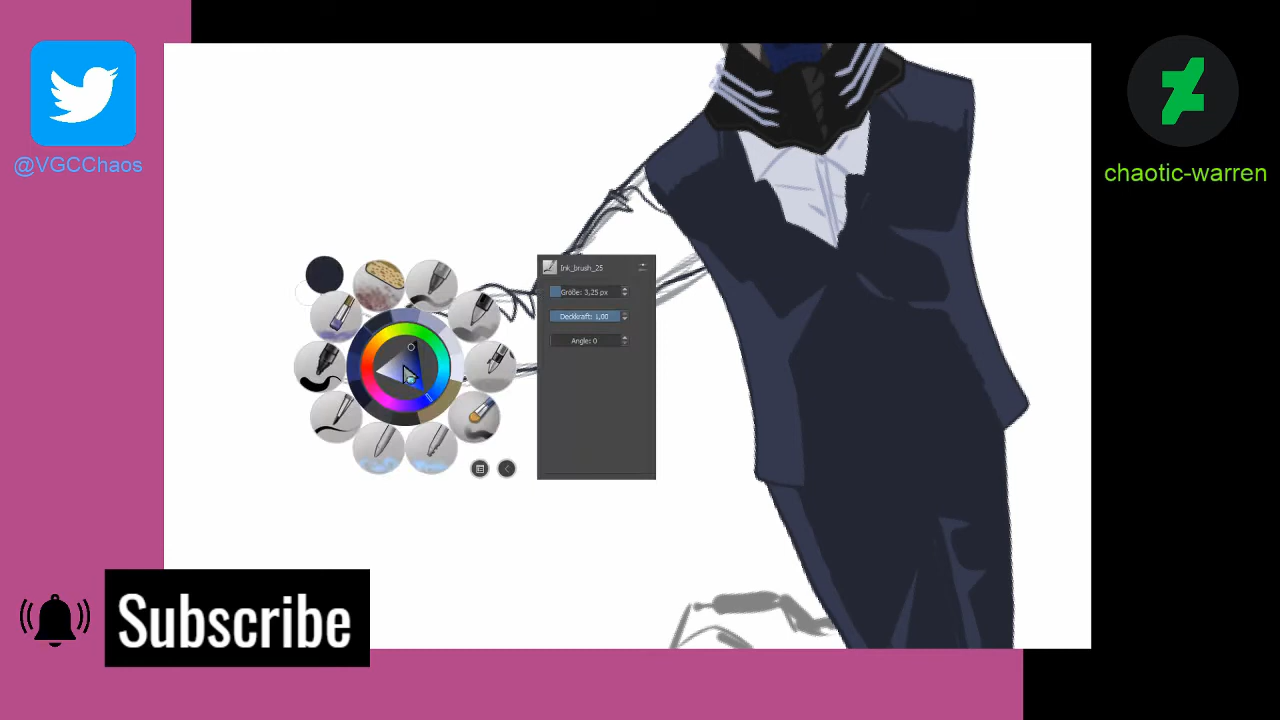 @VGCChaos
chaotic-warren
Ink_brush_25
Größe: 3,25 px
Deckkraft: 1,00
Angle: 0
Subscribe